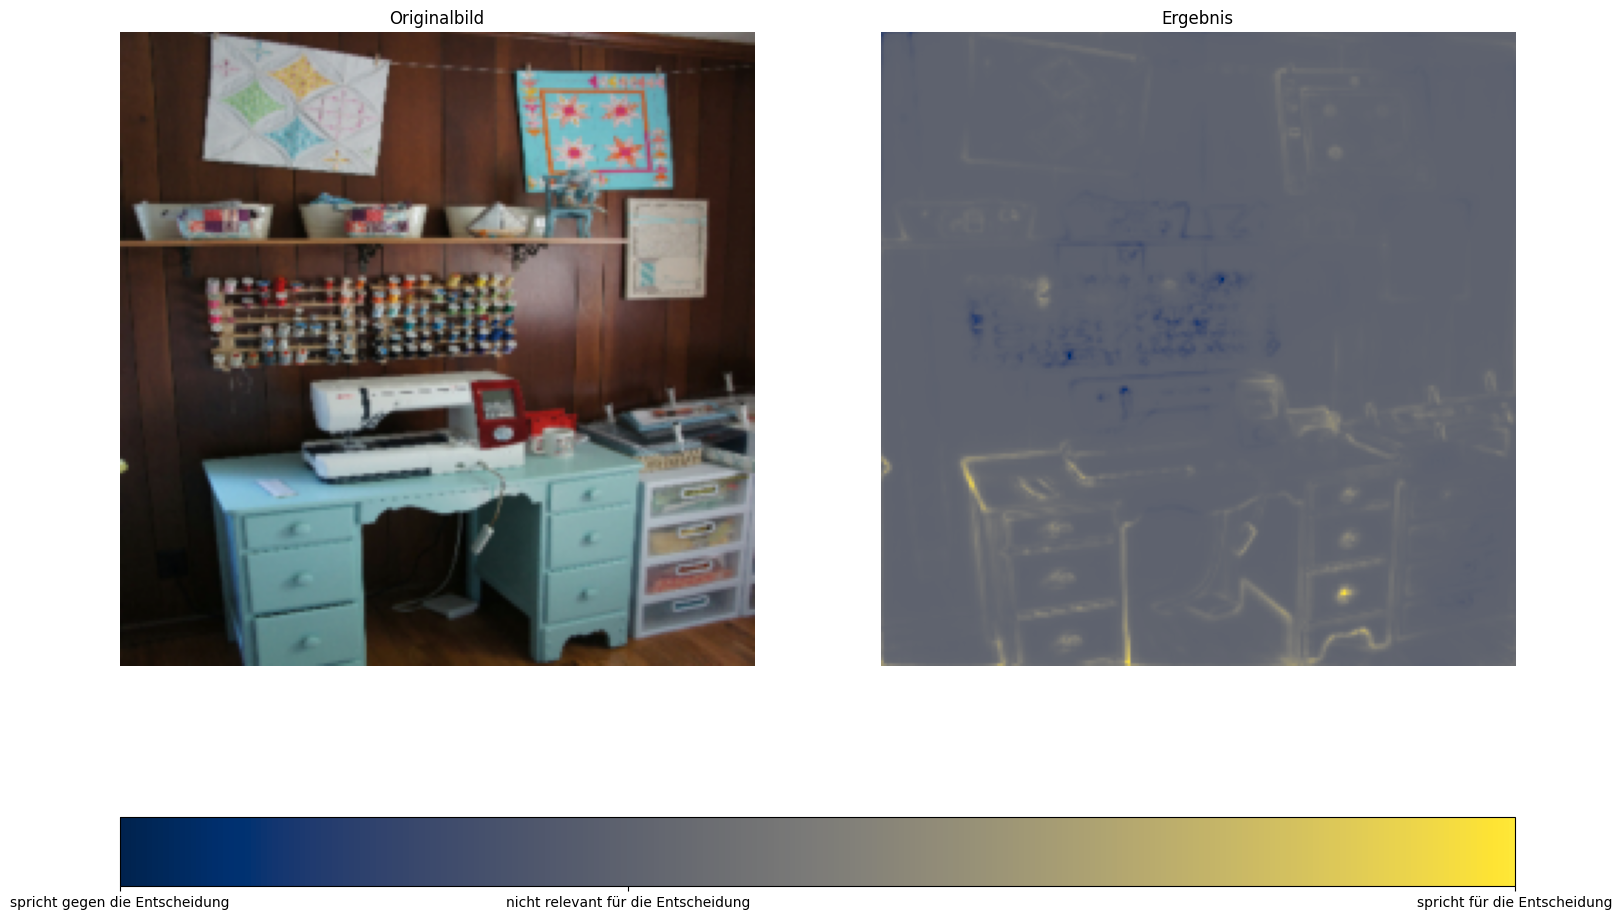 Originalbild
Ergebnis
spricht gegen die Entscheidung
nicht relevant für die Entscheidung
spricht für die Entscheidung